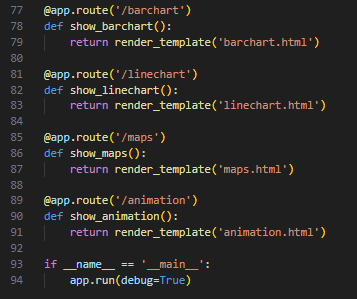 77 @app.route('/barchart')
78 def show_barchart():
79     return render_template('barchart.html')
80
81 @app.route('/linechart')
82 def show_linechart():
83     return render_template('linechart.html')
84
85 @app.route('/maps')
86 def show_maps():
87     return render_template('maps.html')
88
89 @app.route('/animation')
90 def show_animation():
91     return render_template('animation.html')
92
93 if __name__ == '__main__':
94     app.run(debug=True)